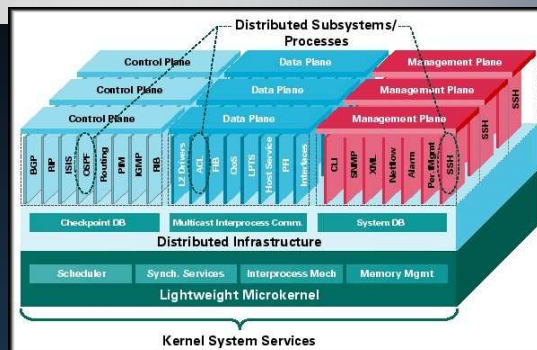 Distributed Subsystems/
Processes
Control Plane
Data Plane
Management Plane
Control Plane
Data Plane
Management Plane
Control Plane
Data Plane
Management Plane
BGP
RIP
ISIS
OSPF
Routing
PIM
IGMP
RIB
L2 Drivers
ACL
FIB
QoS
LPTS
Host Service
PFI
Interfaces
CLI
SNMP
XML
Netflow
Alarm
Per. Mgmt
SSH
SSH
SSH
Checkpoint DB
Multicast Interprocess Comm.
System DB
Distributed Infrastructure
Scheduler
Synch. Services
Interprocess Mech
Memory Mgmt
Lightweight Microkernel
Kernel System Services